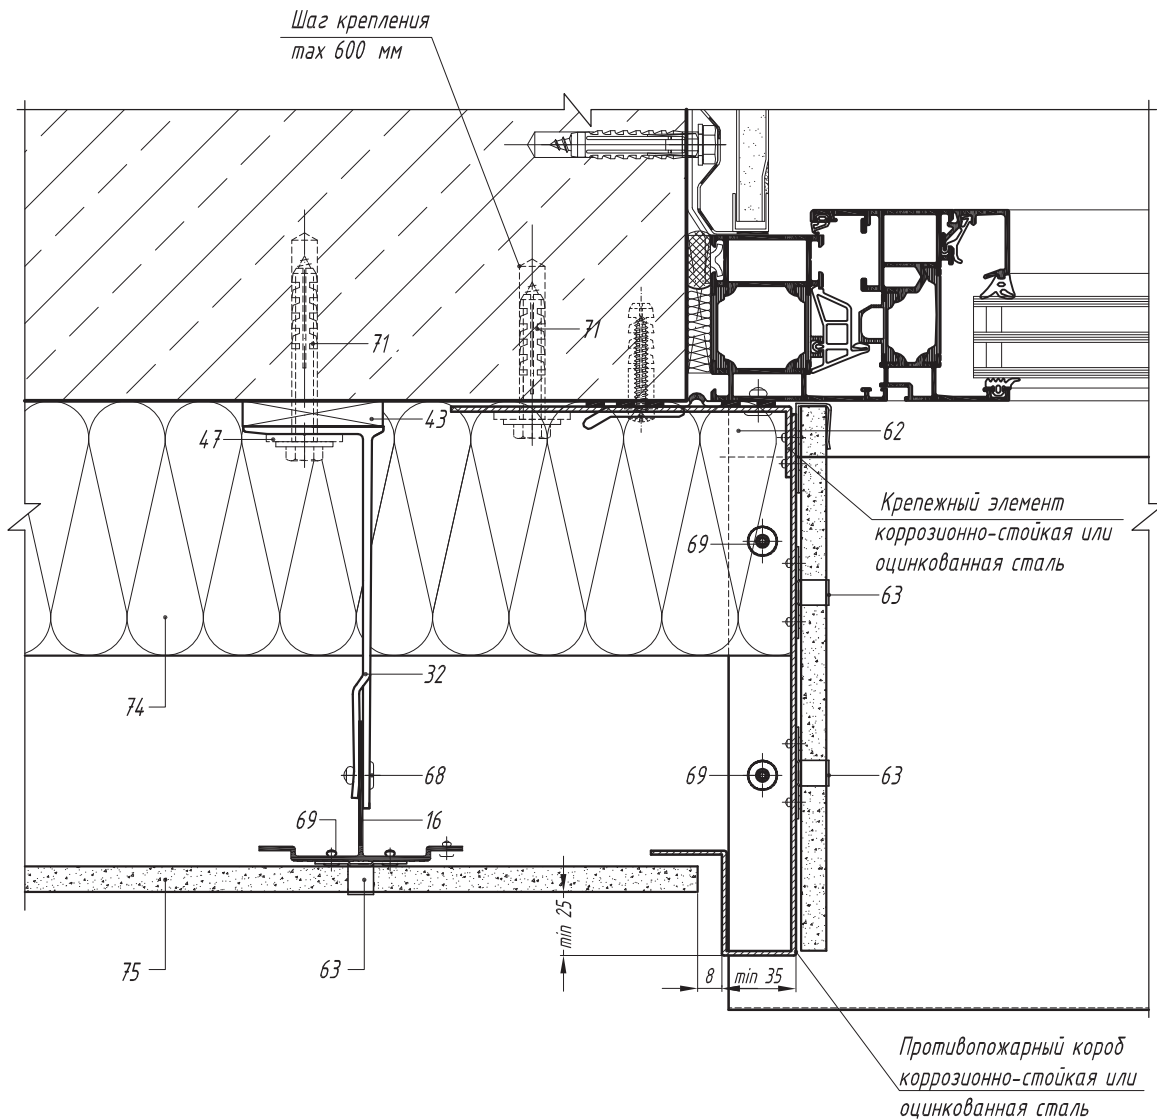 Шаг крепления
max 600 мм
71
71
43
47
62
Крепежный элемент
коррозионно-стойкая или
оцинкованная сталь
69
63
32
74
68
69
63
69
16
min 25
75
63
8
min 35
Противопожарный короб
коррозионно-стойкая или
оцинкованная сталь